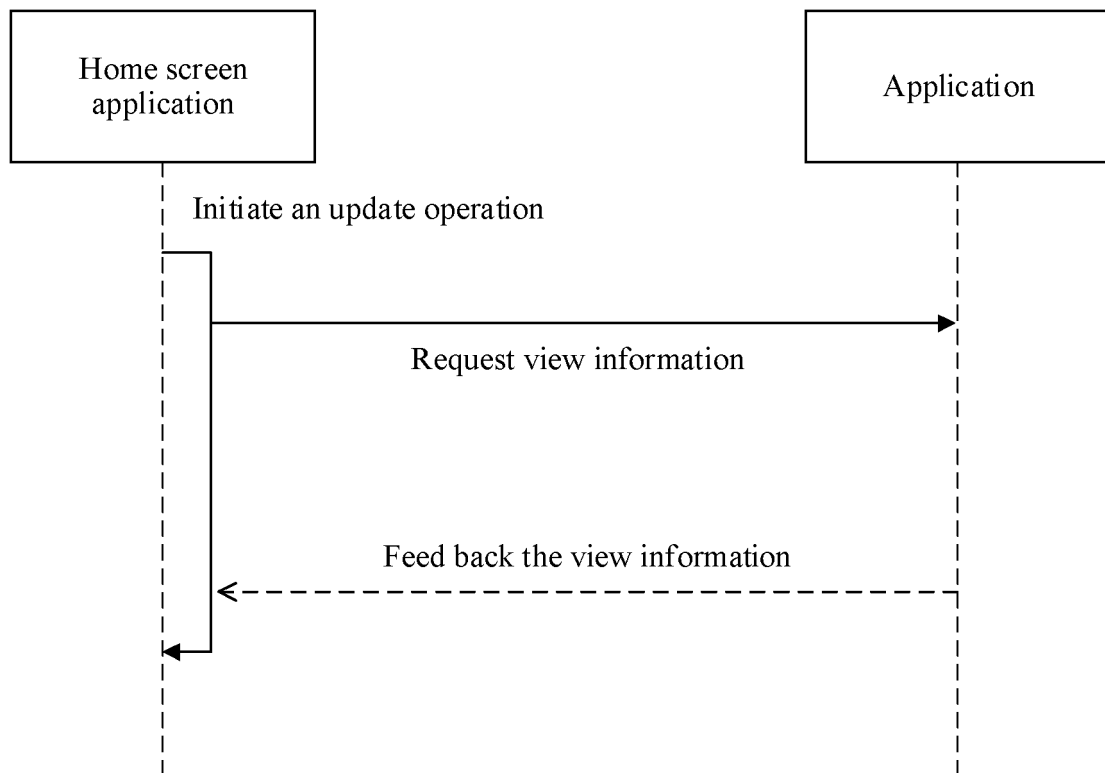 Home screen
application
Application
Initiate an update operation
Request view information
Feed back the view information